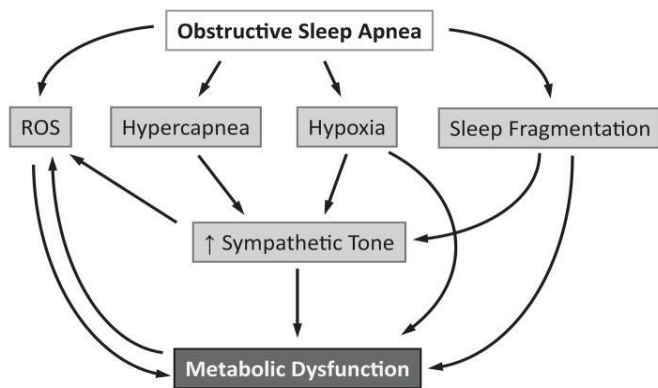 Obstructive Sleep Apnea
ROS
Hypercapnea
Hypoxia
Sleep Fragmentation
↑ Sympathetic Tone
Metabolic Dysfunction